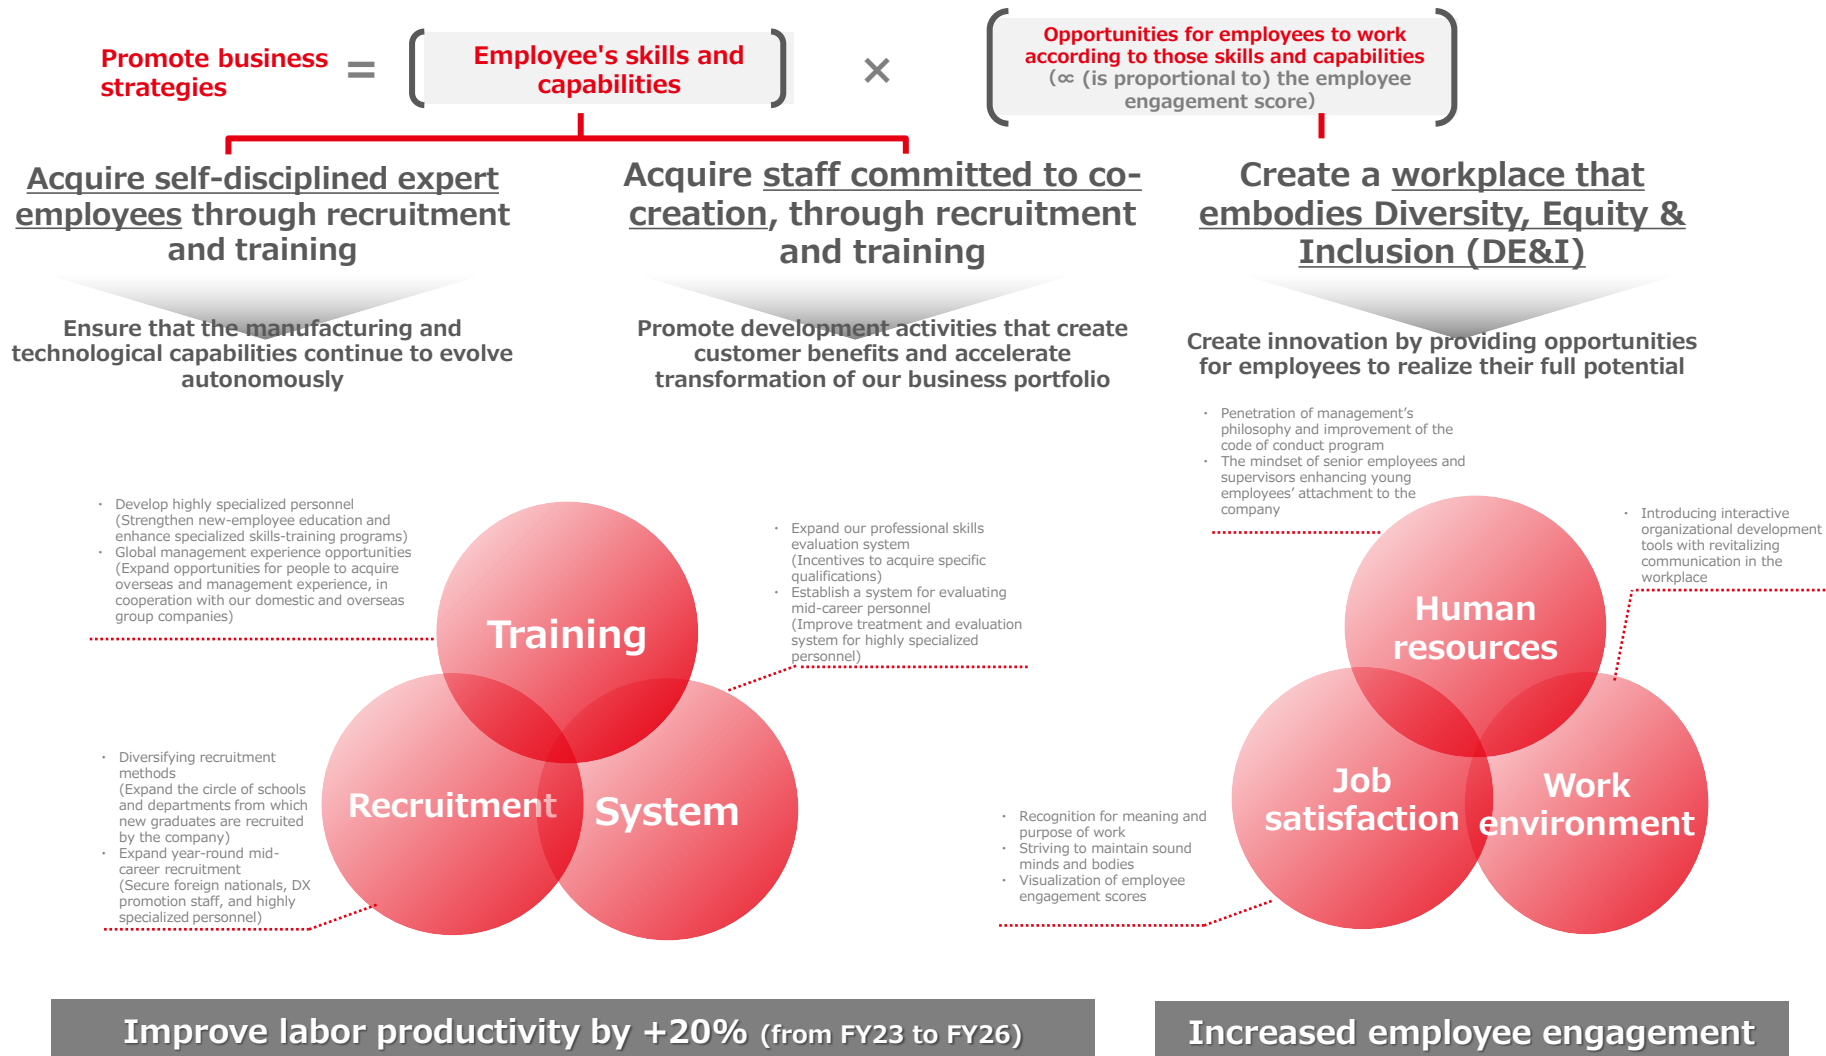 Promote business
strategies
=
Employee's skills and
capabilities
×
Opportunities for employees to work
according to those skills and capabilities
(∝ (is proportional to) the employee
engagement score)
Acquire self-disciplined expert
employees through recruitment
and training
Acquire staff committed to co-
creation, through recruitment
and training
Create a workplace that
embodies Diversity, Equity &
Inclusion (DE&I)
Ensure that the manufacturing and
technological capabilities continue to evolve
autonomously
Promote development activities that create
customer benefits and accelerate
transformation of our business portfolio
Create innovation by providing opportunities
for employees to realize their full potential
・ Develop highly specialized personnel
(Strengthen new-employee education and
enhance specialized skills-training programs)
・ Global management experience opportunities
(Expand opportunities for people to acquire
overseas and management experience, in
cooperation with our domestic and overseas
group companies)
・ Expand our professional skills
evaluation system
(Incentives to acquire specific
qualifications)
・ Establish a system for evaluating
mid-career personnel
(Improve treatment and evaluation
system for highly specialized
personnel)
・ Diversifying recruitment
methods
(Expand the circle of schools
and departments from which
new graduates are recruited
by the company)
・ Expand year-round mid-
career recruitment
(Secure foreign nationals, DX
promotion staff, and highly
specialized personnel)
Training
Recruitment
System
・ Penetration of management's
philosophy and improvement of the
code of conduct program
・ The mindset of senior employees and
supervisors enhancing young
employees' attachment to the
company
・ Introducing interactive
organizational development
tools with revitalizing
communication in the
workplace
・ Recognition for meaning and
purpose of work
・ Striving to maintain sound
minds and bodies
・ Visualization of employee
engagement scores
Human
resources
Job
satisfaction
Work
environment
Improve labor productivity by +20% (from FY23 to FY26)
Increased employee engagement